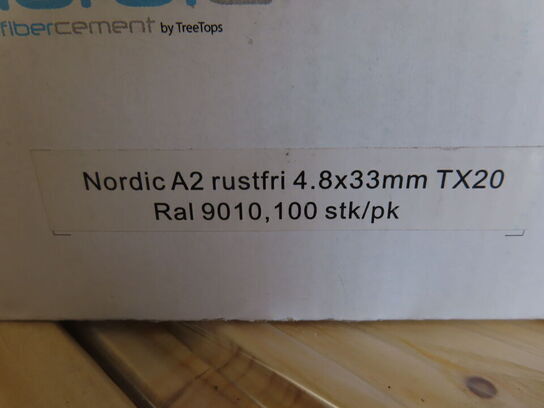 fibercement by TreeTops
Nordic A2 rustfri 4.8x33mm TX20
Ral 9010,100 stk/pk